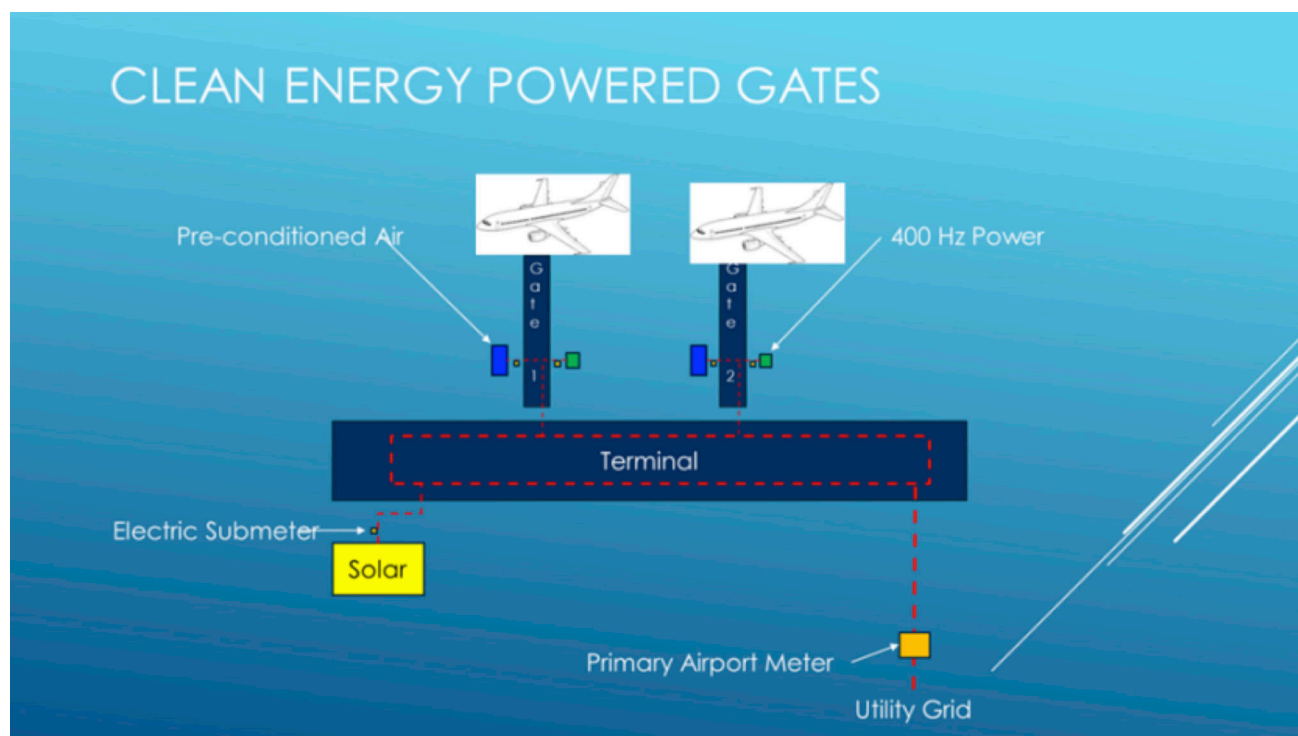 CLEAN ENERGY POWERED GATES
Pre-conditioned Air
400 Hz Power
Gate 1
Gate 2
Terminal
Electric Submeter
Solar
Primary Airport Meter
Utility Grid